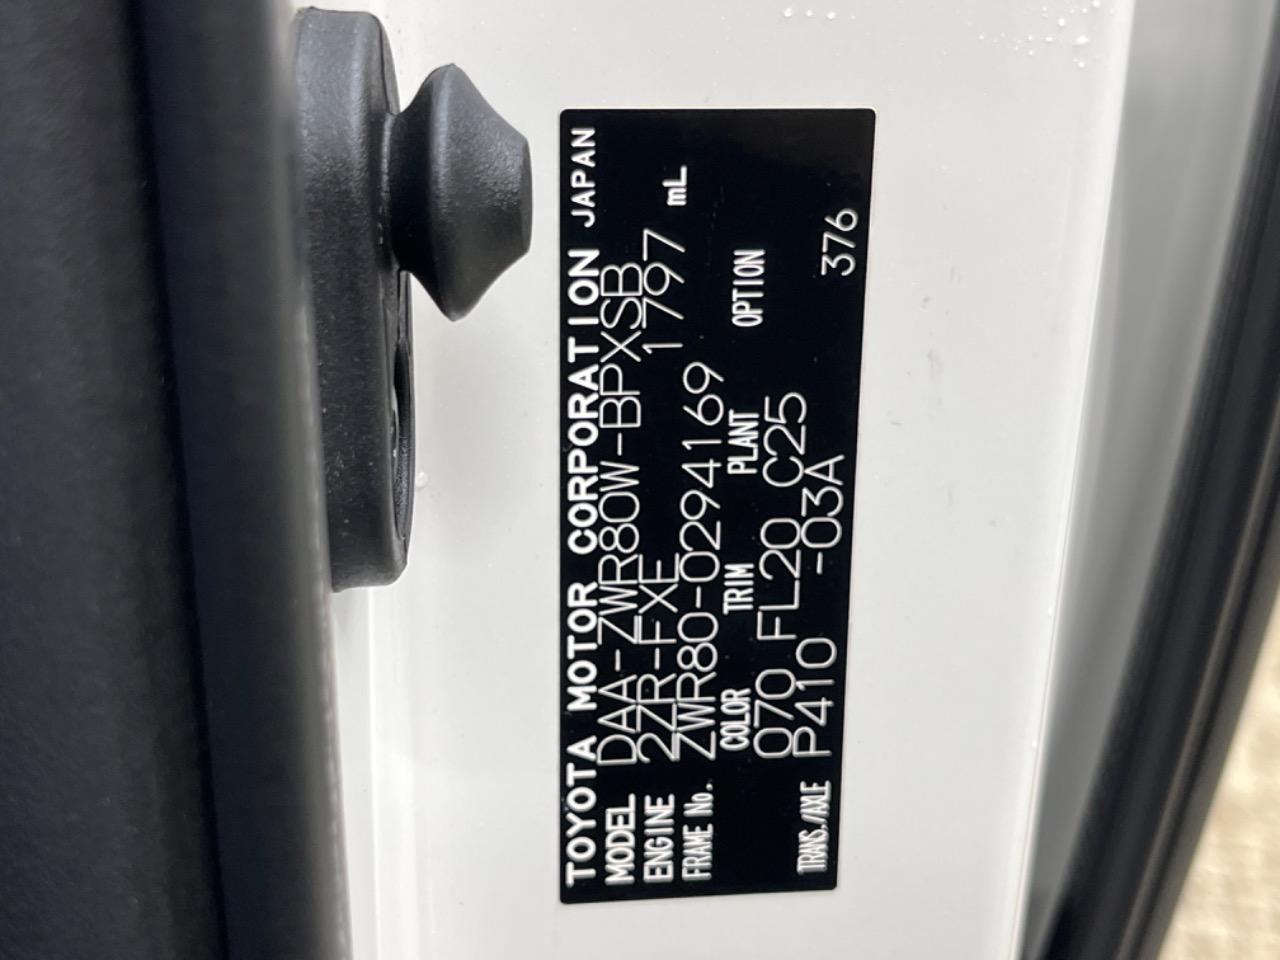 TOYOTA MOTOR CORPORATION JAPAN
MODEL DAA-ZWR80W-BPXSB
ENGINE 2ZR-FXE 1797 mL
FRAME No. ZWR80-0294169
COLOR TRIM PLANT OPTION
070 FL20 C25
TRANS./AXLE P410 -03A 376